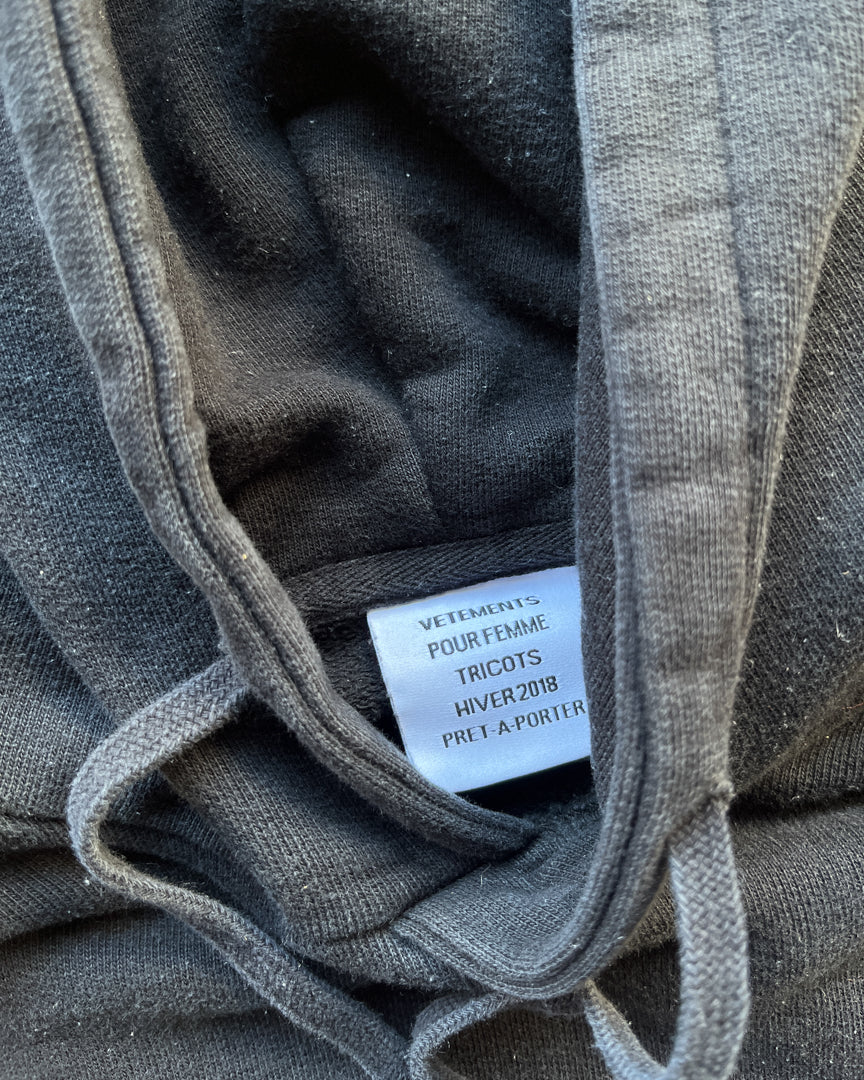 VETEMENTS
POUR FEMME
TRICOTS
HIVER 2018
PRET-A-PORTER